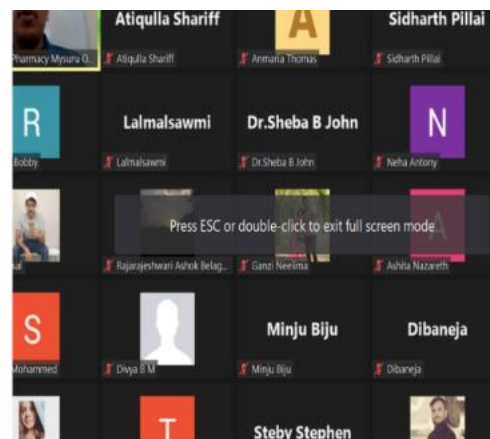 Atiqulla Shariff
A
Sidharth Pillai
Pharmacy Mysuru O...
Atiqulla Shariff
Anmaria Thomas
Sidharth Pillai
R
Lalmalsawmi
Dr.Sheba B John
N
Bobby
Lalmalsawmi
Dr.Sheba B John
Neha Antony
Press ESC or double-click to exit full screen mode
A
Rajarajeshwari Ashok Belag...
Ganzi Neelima
Ashita Nazareth
S
Minju Biju
Dibaneja
Mohammed
Divya B M
Minju Biju
Dibaneja
T
Steby Stephen